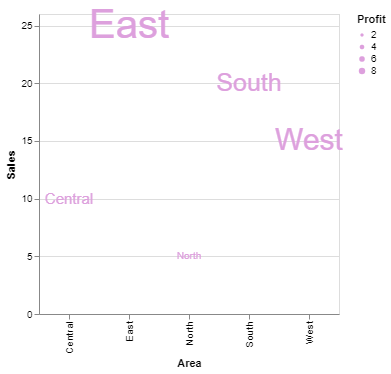 East
South
West
Central
North
Sales
25
20
15
10
5
0
Central
East
North
South
West
Area
Profit
2
4
6
8